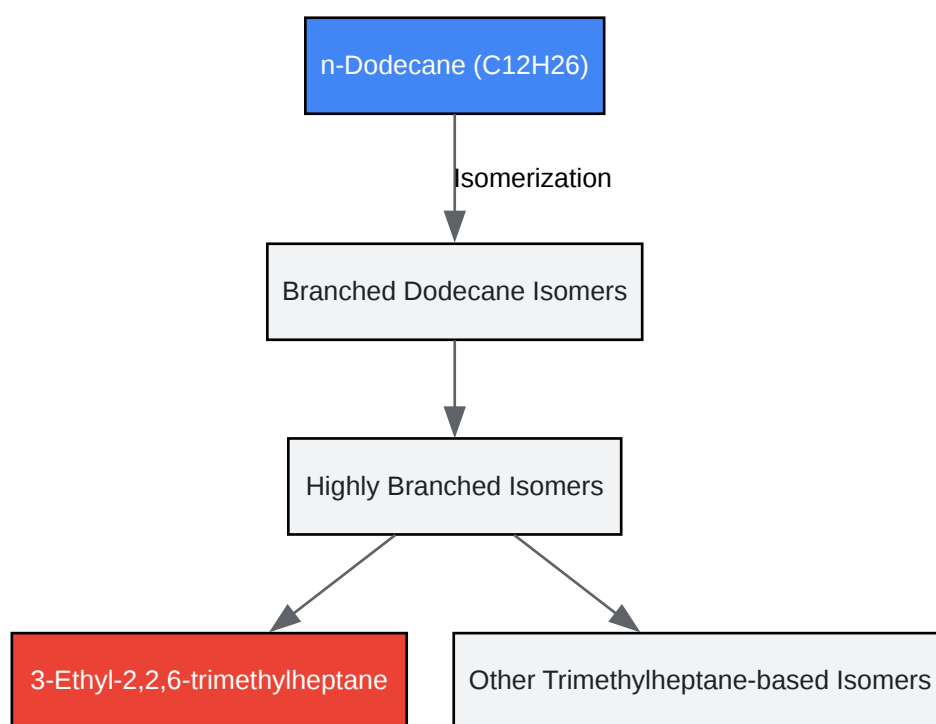 n-Dodecane (C12H26)
Isomerization
Branched Dodecane Isomers
Highly Branched Isomers
3-Ethyl-2,2,6-trimethylheptane
Other Trimethylheptane-based Isomers